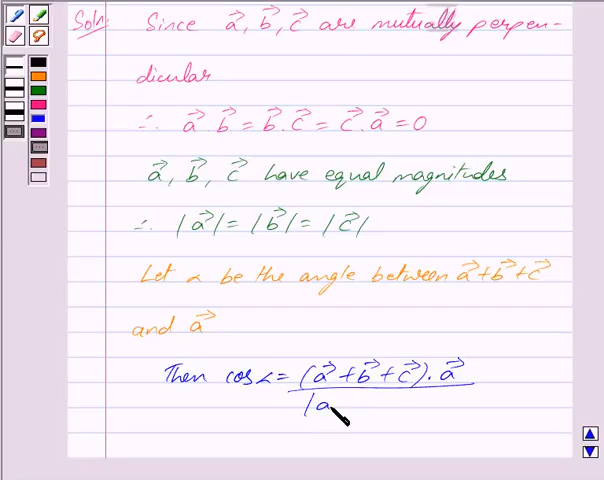 Soln: Since a⃗, b⃗, c⃗ are mutually perpen-
dicular
∴ a⃗.b⃗ = b⃗.c⃗ = c⃗.a⃗ = 0
a⃗, b⃗, c⃗ have equal magnitudes
∴ |a⃗| = |b⃗| = |c⃗|
Let α be the angle between a⃗+b⃗+c⃗
and a⃗
Then cos α = (a⃗ + b⃗ + c⃗). a⃗
|a